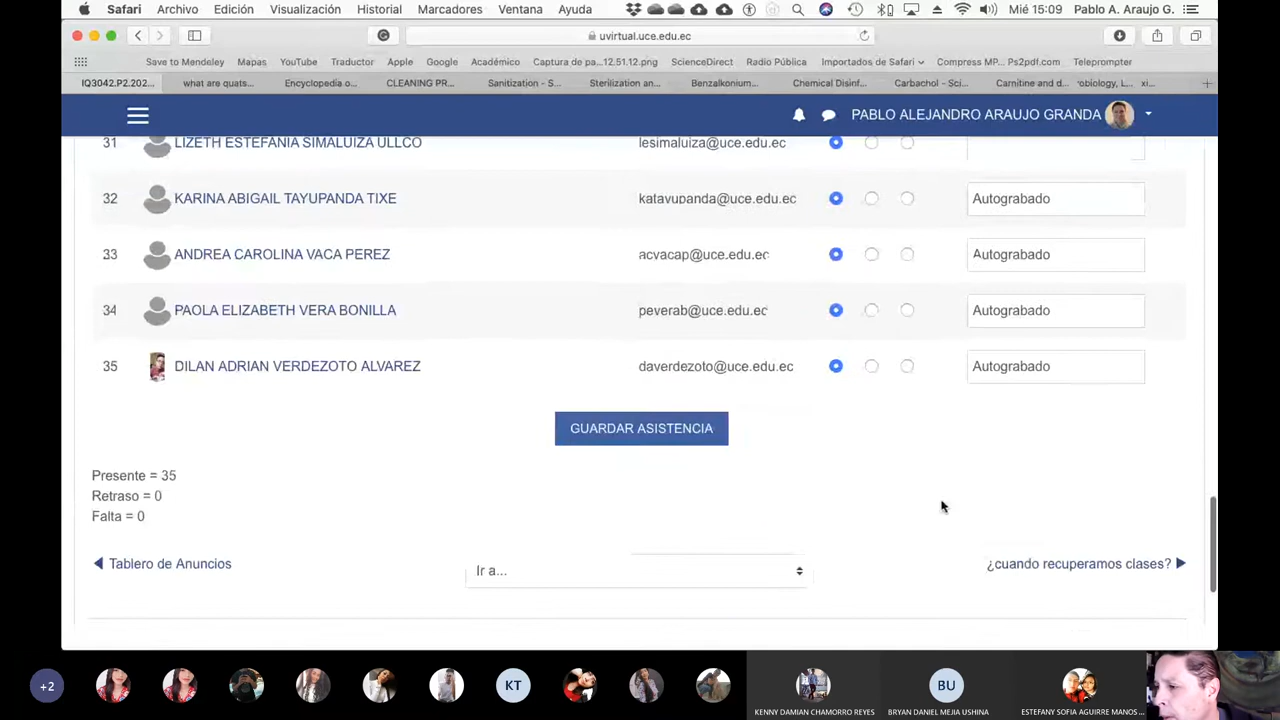 Safari Archivo Edición Visualización Historial Marcadores Ventana Ayuda Mié 15:09 Pablo A. Araujo G.
uvirtual.uce.edu.ec
Save to Mendeley Mapas YouTube Traductor Apple Google Académico Captura de pa...12.51.12.png ScienceDirect Radio Pública Importados de Safari Compress MP... Ps2pdf.com Teleprompter
IQ3042.P2.202... what are quats... Encyclopedia o... CLEANING PR... Sanitization - S... Sterilization an... Benzalkonium... Chemical Disinf... Carbachol - Sci... Carnitine and d... robiology, L... xi...
PABLO ALEJANDRO ARAUJO GRANDA
31 LIZETH ESTEFANIA SIMALUIZA ULLCO lesimaluiza@uce.edu.ec
32 KARINA ABIGAIL TAYUPANDA TIXE katayupanda@uce.edu.ec Autograbado
33 ANDREA CAROLINA VACA PEREZ acvacap@uce.edu.ec Autograbado
34 PAOLA ELIZABETH VERA BONILLA peverab@uce.edu.ec Autograbado
35 DILAN ADRIAN VERDEZOTO ALVAREZ daverdezoto@uce.edu.ec Autograbado
GUARDAR ASISTENCIA
Presente = 35
Retraso = 0
Falta = 0
Tablero de Anuncios Ir a... ¿cuando recuperamos clases?
+2 KT BU
KENNY DAMIAN CHAMORRO REYES BRYAN DANIEL MEJIA USHINA ESTEFANY SOFIA AGUIRRE MANOS ...